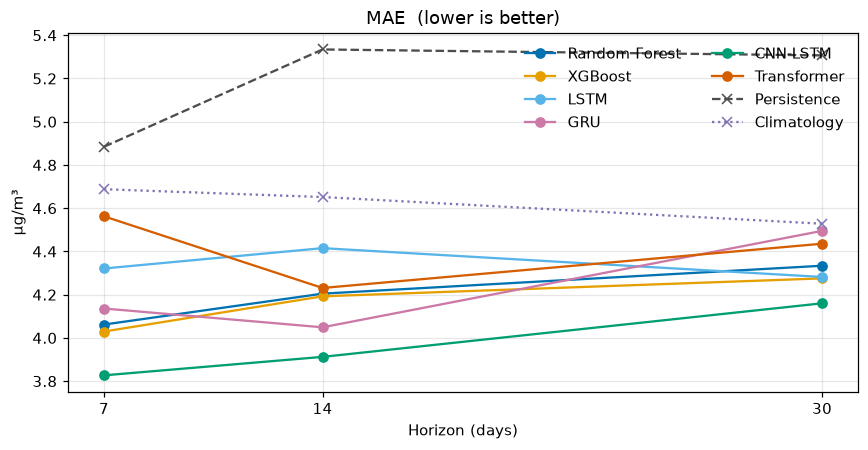 MAE  (lower is better)
5.4
5.2
5.0
4.8
4.6
4.4
4.2
4.0
3.8
µg/m³
Random Forest
XGBoost
LSTM
GRU
CNN-LSTM
Transformer
Persistence
Climatology
7
14
30
Horizon (days)